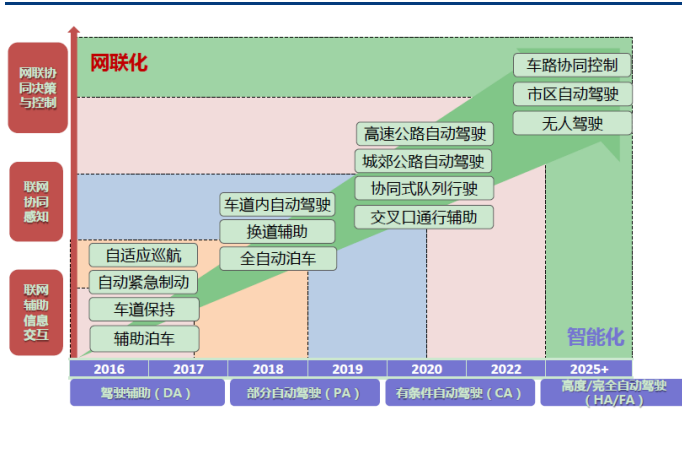 网联化
网联协
同决策
与控制
联网
协同
感知
联网
辅助
信息
交互
车路协同控制
市区自动驾驶
无人驾驶
高速公路自动驾驶
城郊公路自动驾驶
协同式队列行驶
交叉口通行辅助
车道内自动驾驶
换道辅助
全自动泊车
自适应巡航
自动紧急制动
车道保持
辅助泊车
智能化
2016 2017 2018 2019 2020 2022 2025+
驾驶辅助（DA） 部分自动驾驶（PA） 有条件自动驾驶（CA） 高度/完全自动驾驶
（HA/FA）